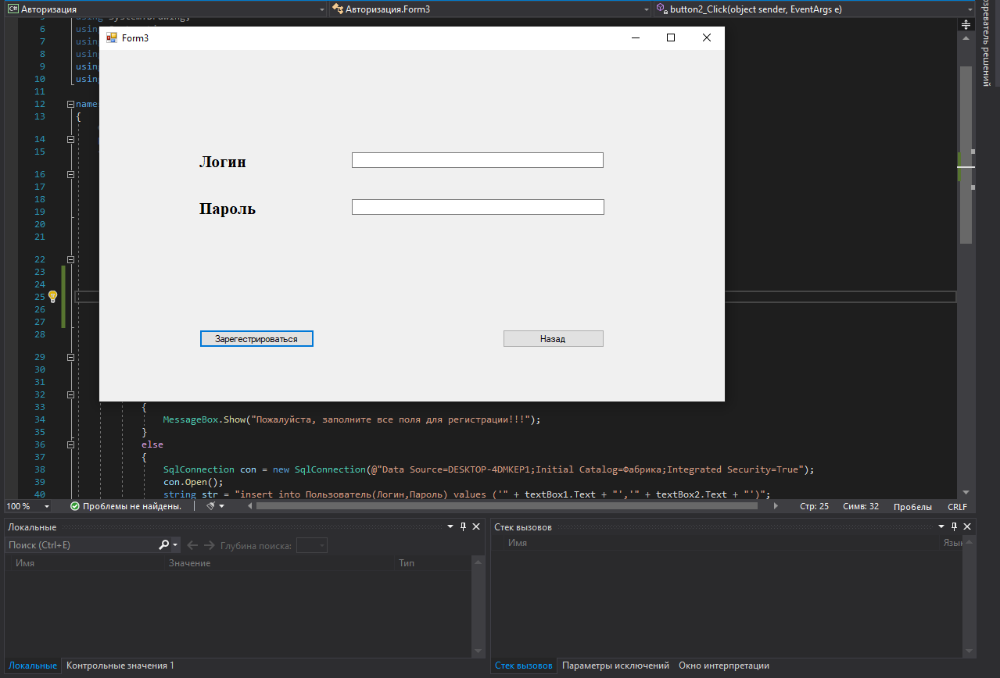 Авторизация
Авторизация.Form3
button2_Click(object sender, EventArgs e)
using System.Drawing;
6 usin
7 usin
8 usin
9 usin
10 usin
11
12 name
13 {
14
15
16
17
18
19
20
21
22
23
24
25
26
27
28
29
30
31
32
33 {
34 MessageBox.Show("Пожалуйста, заполните все поля для регистрации!!!");
35 }
36 else
37 {
38 SqlConnection con = new SqlConnection(@"Data Source=DESKTOP-4DMKEP1;Initial Catalog=Фабрика;Integrated Security=True");
39 con.Open();
40 string str = "insert into Пользователь(Логин,Пароль) values ('" + textBox1.Text + "','" + textBox2.Text + "')";
Form3
Логин
Пароль
Зарегестрироваться
Назад
100 %
Проблемы не найдены.
Стр: 25
Симв: 32
Пробелы
CRLF
Локальные
Поиск (Ctrl+E)
Глубина поиска:
Имя
Значение
Тип
Локальные
Контрольные значения 1
Стек вызовов
Имя
Язык
Стек вызовов
Параметры исключений
Окно интерпретации